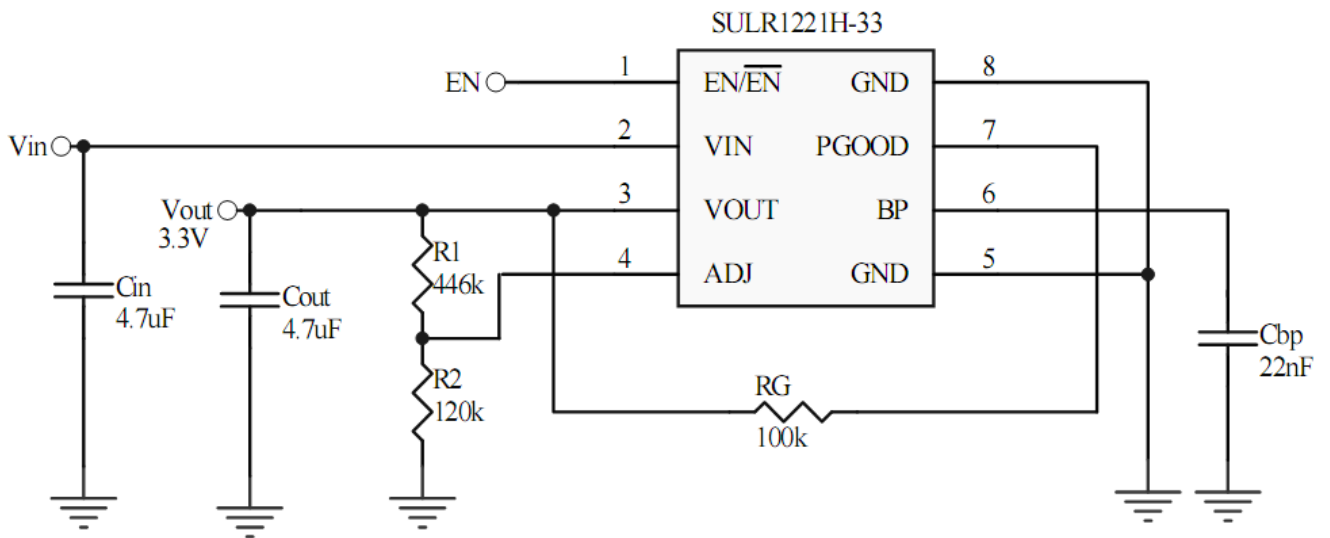 SULR1221H-33
EN
1
EN/EN
GND
8
Vin
2
VIN
PGOOD
7
Vout
3.3V
3
VOUT
BP
6
R1
446k
4
ADJ
GND
5
Cin
4.7uF
Cout
4.7uF
R2
120k
RG
100k
Cbp
22nF